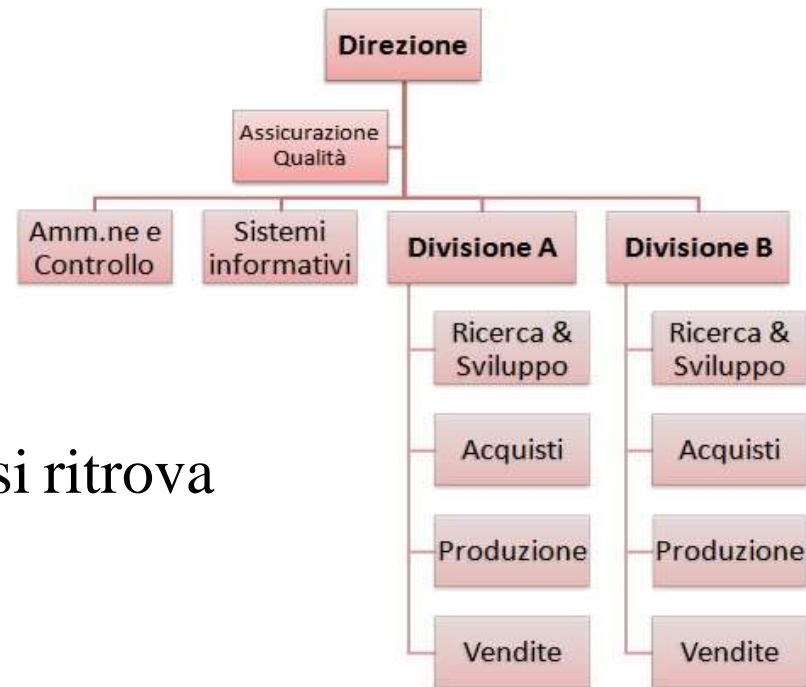 Direzione
Assicurazione
Qualità
Amm.ne e
Controllo
Sistemi
informativi
Divisione A
Divisione B
Ricerca &
Sviluppo
Ricerca &
Sviluppo
Acquisti
Acquisti
si ritrova
Produzione
Produzione
Vendite
Vendite